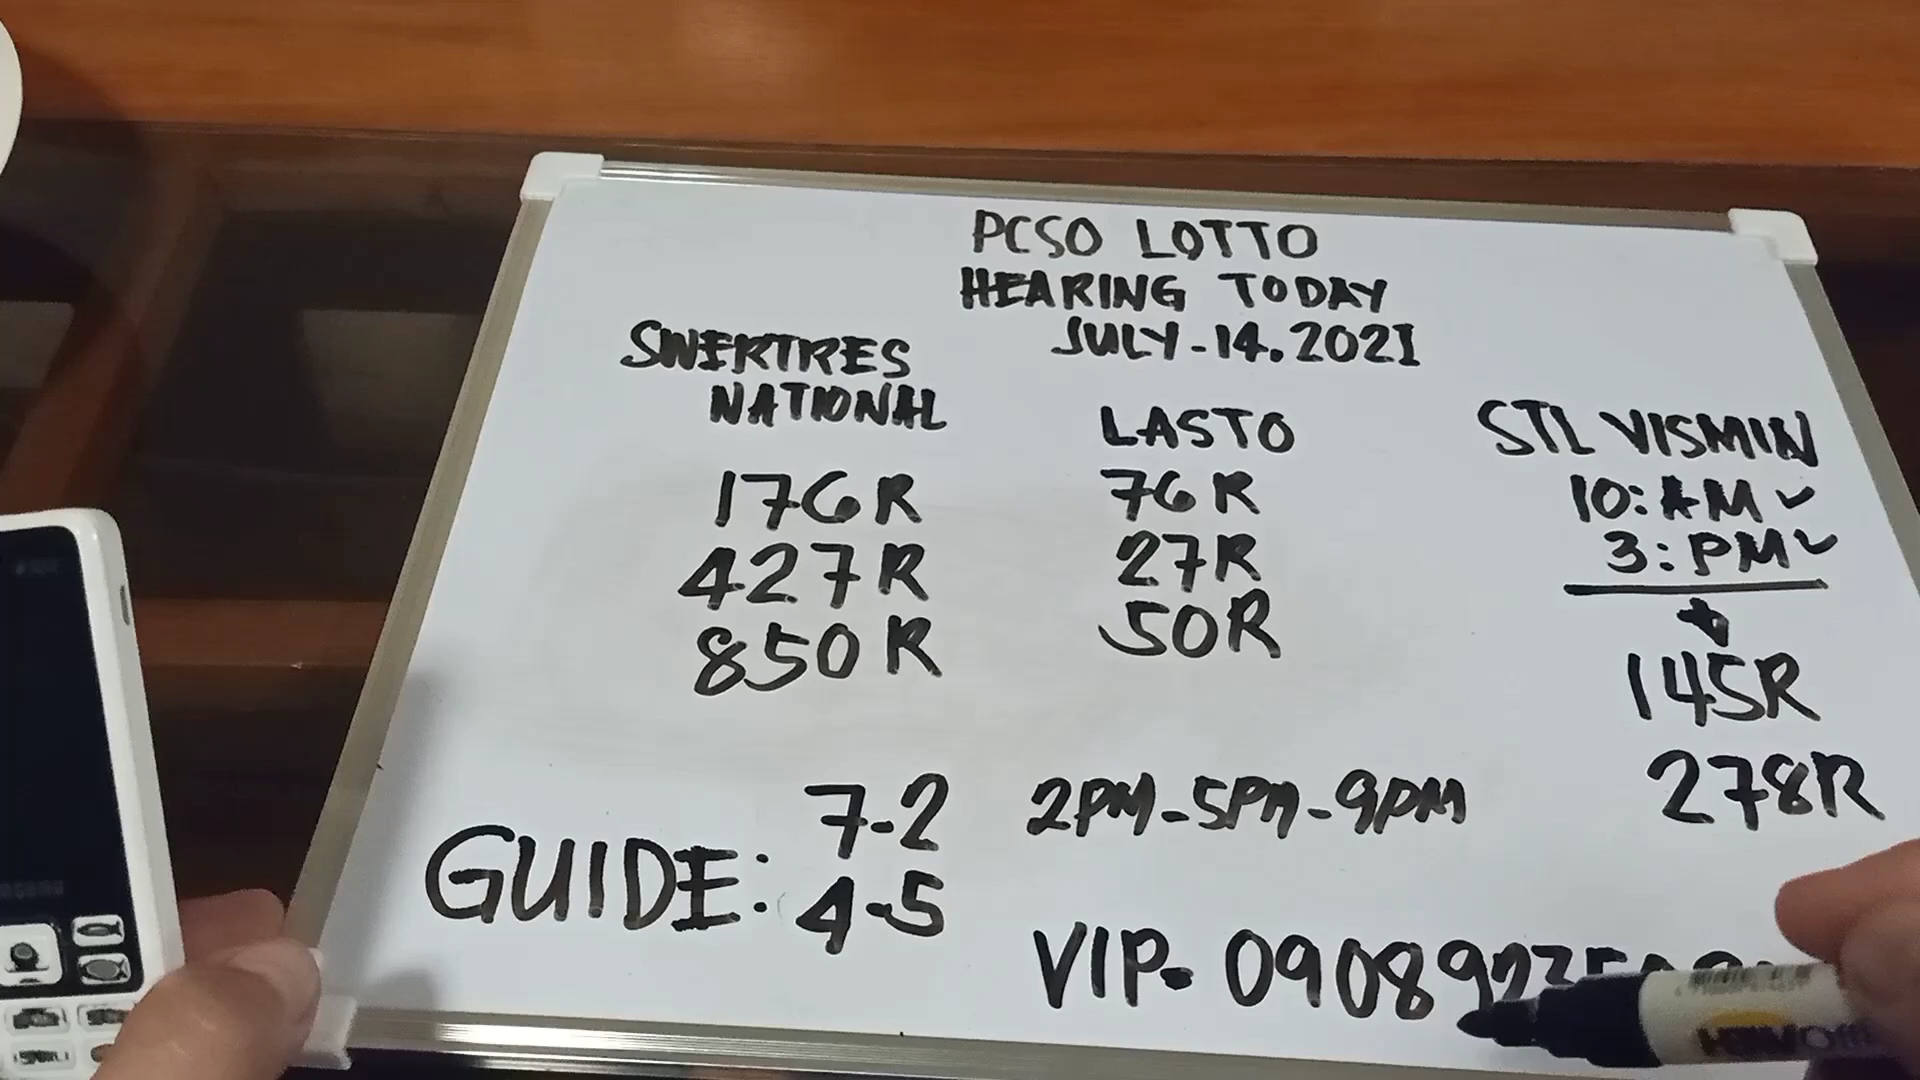 PCSO LOTTO
HEARING TODAY
JULY-14.2021
SWERTRES
NATIONAL
176R
427R
850R
LASTO
76R
27R
50R
STL VISMIN
10:AM
3:PM
145R
278R
GUIDE: 7-2
4-5
2PM-5PM-9PM
VIP-